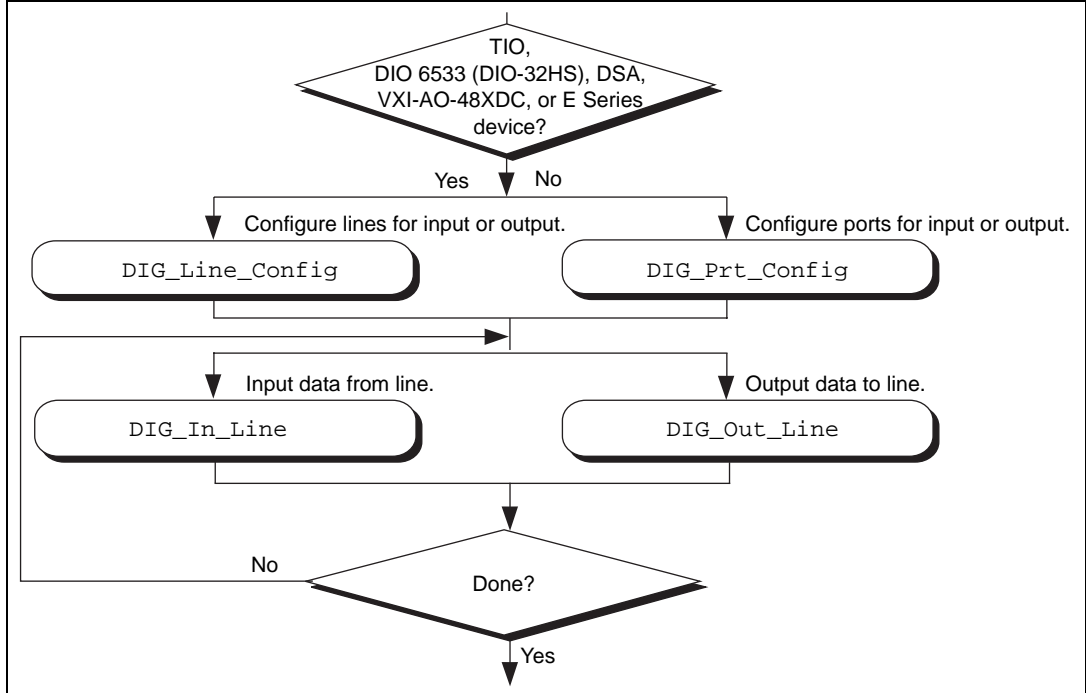 TIO,
DIO 6533 (DIO-32HS), DSA,
VXI-AO-48XDC, or E Series
device?
Yes No
Configure lines for input or output.
Configure ports for input or output.
DIG_Line_Config
DIG_Prt_Config
Input data from line.
Output data to line.
DIG_In_Line
DIG_Out_Line
No
Done?
Yes